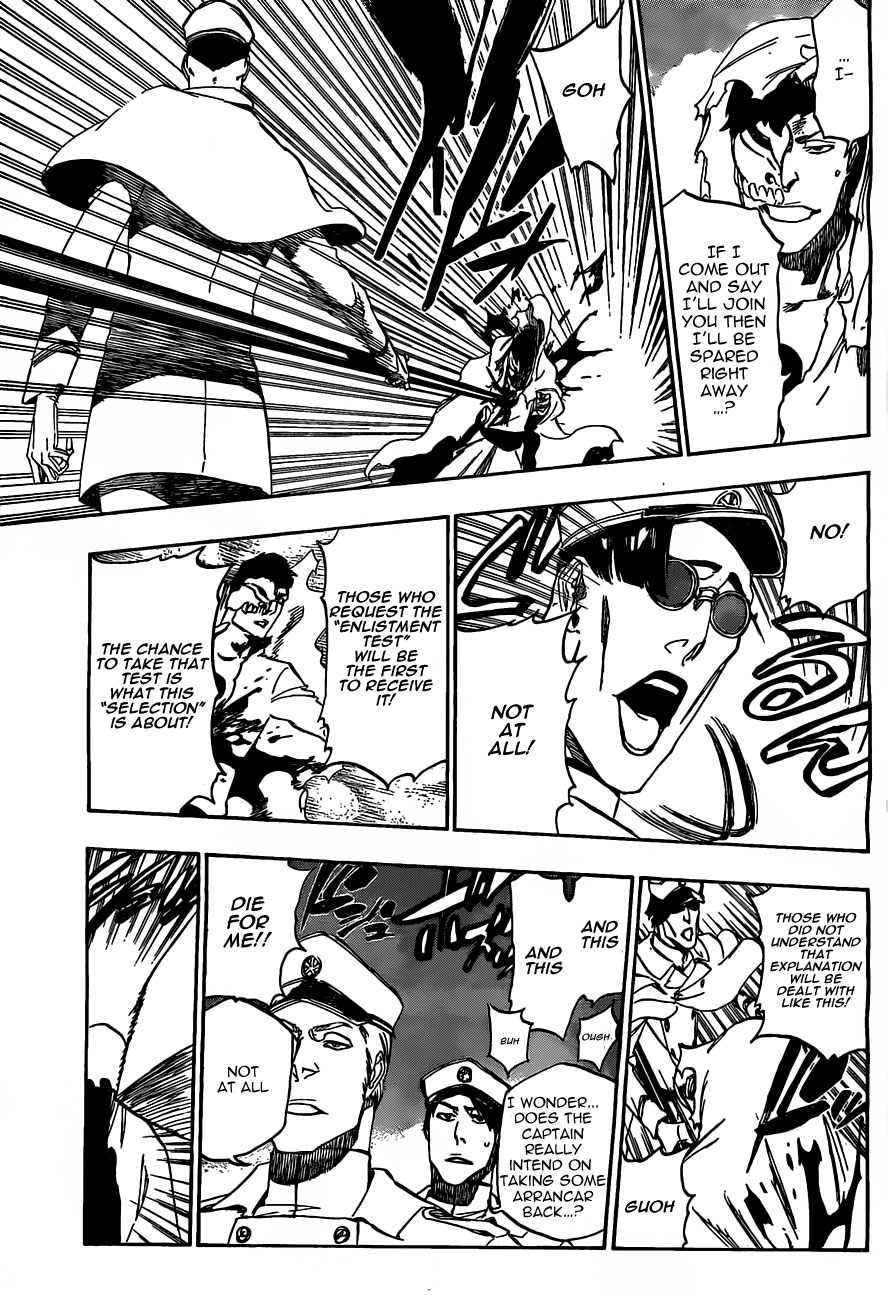 ...
I-
IF I
COME OUT
AND SAY
I'LL JOIN
YOU THEN
I'LL BE
SPARED
RIGHT
AWAY
...?
GOH
NO!
NOT
AT
ALL!
THOSE WHO
REQUEST THE
"ENLISTMENT
TEST"
WILL BE
THE FIRST
TO RECEIVE
IT!
THE CHANCE
TO TAKE THAT
TEST IS
WHAT THIS
"SELECTION"
IS ABOUT!
THOSE WHO
DID NOT
UNDERSTAND
THAT
EXPLANATION
WILL BE
DEALT WITH
LIKE THIS!
GUOH
AND
THIS
AND
THIS
OUGH
BUH
I WONDER...
DOES THE
CAPTAIN
REALLY
INTEND ON
TAKING SOME
ARRANCAR
BACK...?
DIE
FOR
ME!!
NOT
AT ALL